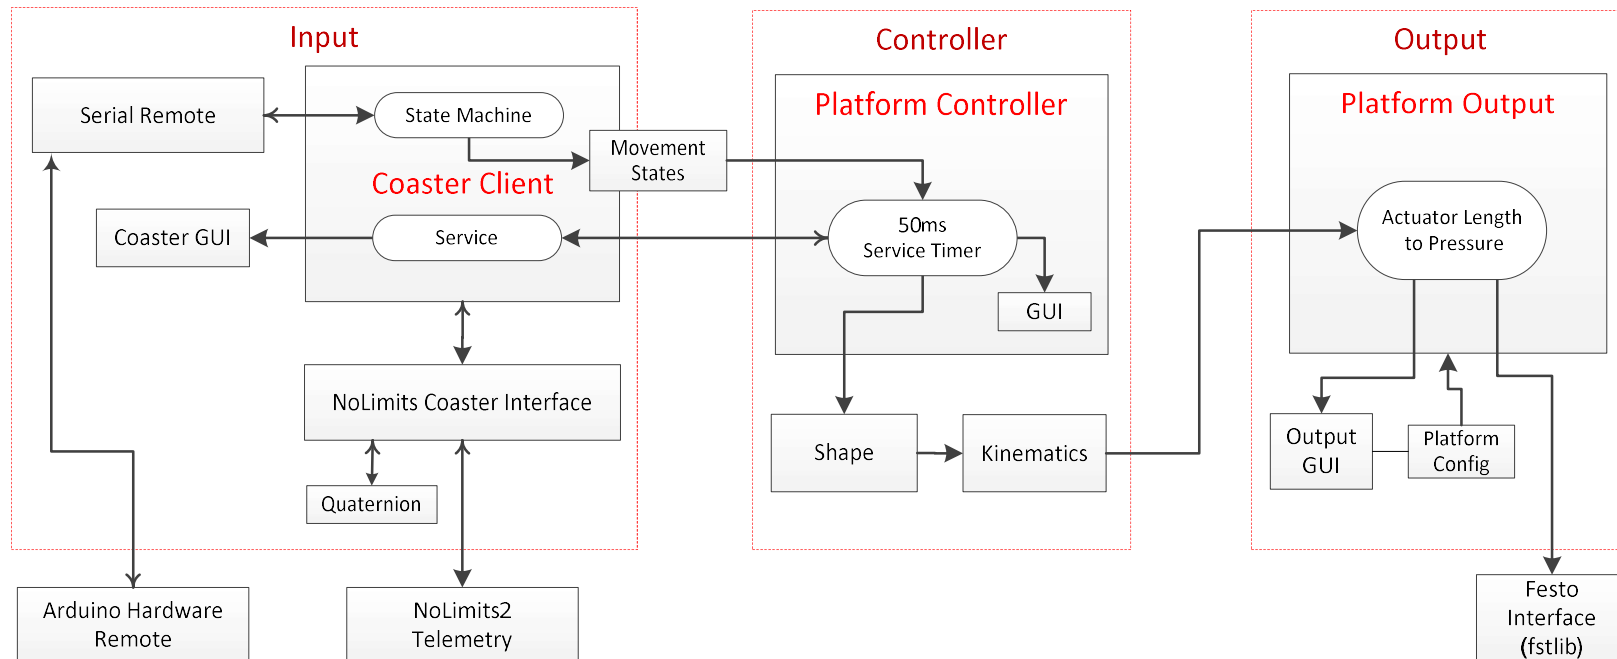 Input
Serial Remote
State Machine
Movement
States
Coaster Client
Coaster GUI
Service
NoLimits Coaster Interface
Quaternion
Arduino Hardware
Remote
NoLimits2
Telemetry
Controller
Platform Controller
50ms
Service Timer
GUI
Shape
Kinematics
Output
Platform Output
Actuator Length
to Pressure
Output
GUI
Platform
Config
Festo
Interface
(fstlib)